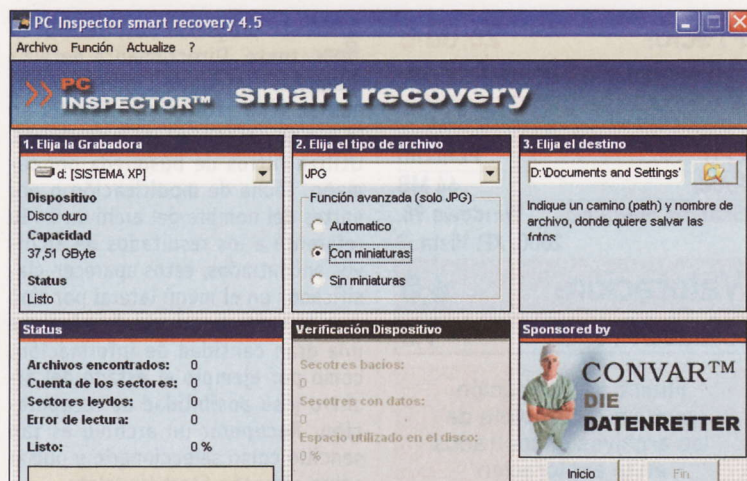 PC Inspector smart recovery 4.5
Archivo Función Actualize ?
PC INSPECTOR™ smart recovery
1. Elija la Grabadora
d: [SISTEMA XP]
Dispositivo
Disco duro
Capacidad
37,51 GByte
Status
Listo
2. Elija el tipo de archivo
JPG
Función avanzada (solo JPG)
Automatico
Con miniaturas
Sin miniaturas
3. Elija el destino
D:\Documents and Settings'
Indique un camino (path) y nombre de
archivo, donde quiere salvar las
fotos
Status
Archivos encontrados: 0
Cuenta de los sectores: 0
Sectores leydos: 0
Error de lectura: 0
Listo: 0 %
Verificación Dispositivo
Secotres bacios:
0
Secotres con datos:
0
Espacio utilizado en el disco:
0 %
Sponsored by
CONVAR™
DIE
DATENRETTER
Inicio Fin